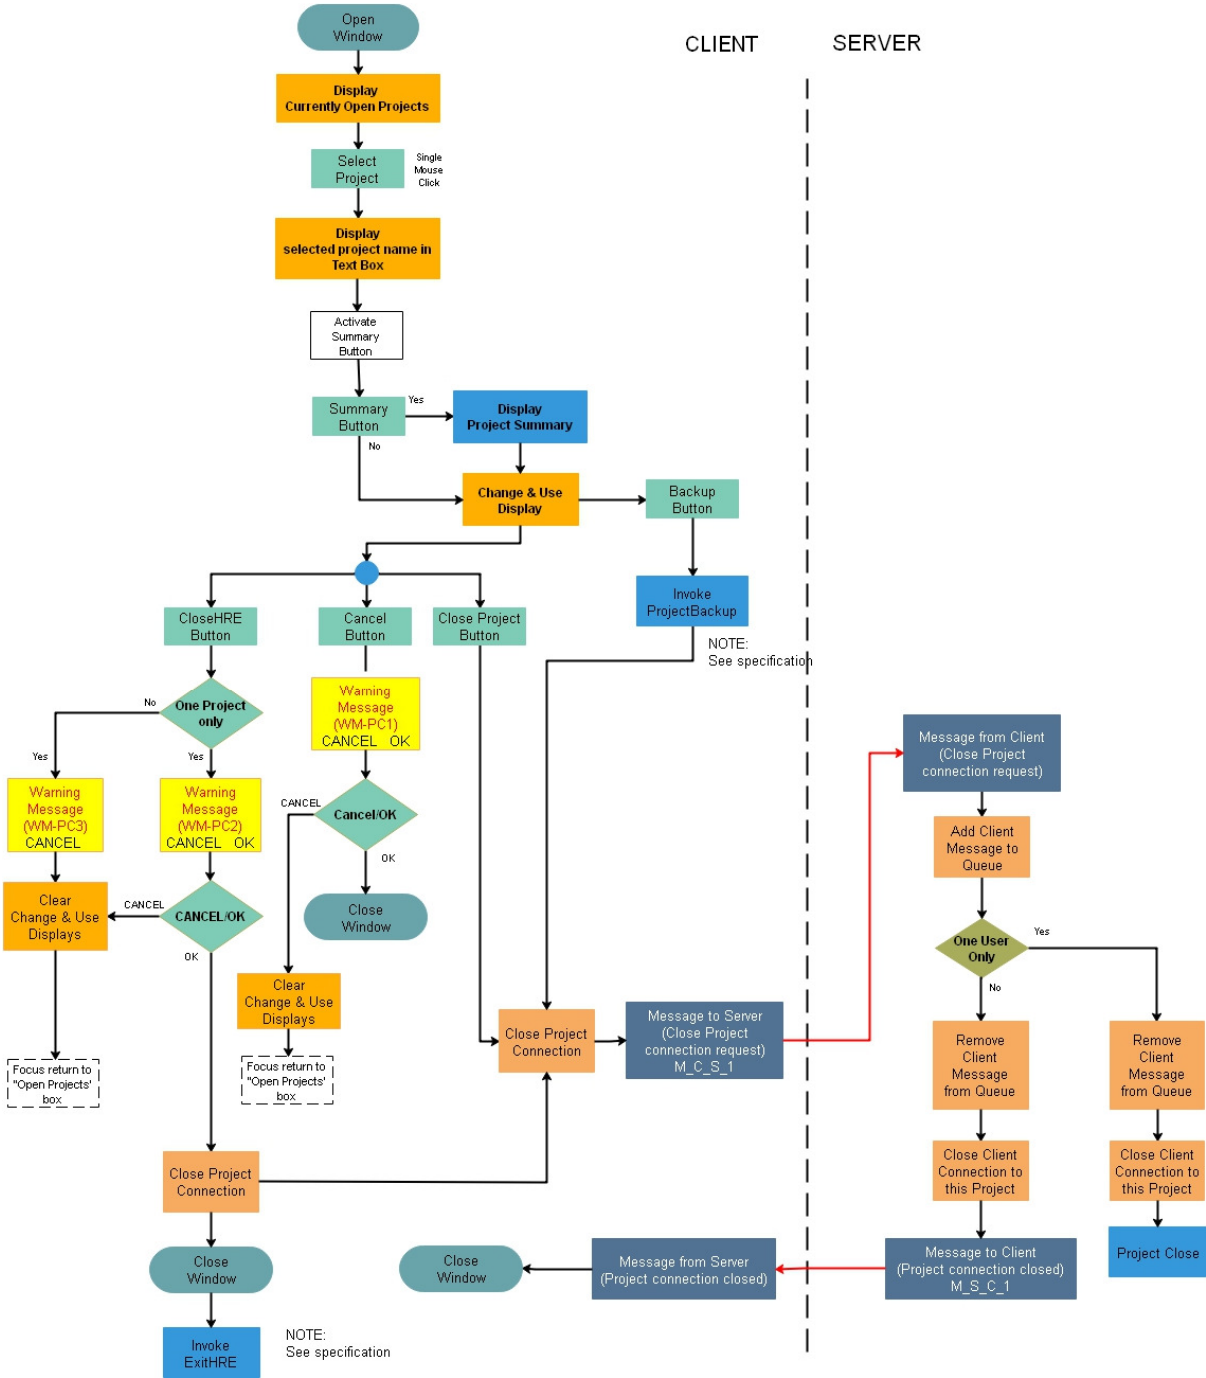 Open
Window
CLIENT
SERVER
Display
Currently Open Projects
Select
Project
Single
Mouse
Click
Display
selected project name in
Text Box
Activate
Summary
Button
Summary
Button
Yes
No
Display
Project Summary
Change & Use
Display
Backup
Button
Invoke
ProjectBackup
NOTE:
See specification
CloseHRE
Button
Cancel
Button
Close Project
Button
One Project
only
No
Yes
Yes
Warning
Message
(WM-PC1)
CANCEL OK
Warning
Message
(WM-PC3)
CANCEL
Warning
Message
(WM-PC2)
CANCEL OK
Cancel/OK
CANCEL
OK
Close
Window
Clear
Change & Use
Displays
CANCEL
CANCEL/OK
OK
Clear
Change & Use
Displays
Focus return to
"Open Projects'
box
Focus return to
"Open Projects'
box
Close Project
Connection
Message to Server
(Close Project
connection request)
M_C_S_1
Message from Client
(Close Project
connection request)
Add Client
Message to
Queue
One User
Only
Yes
No
Remove
Client
Message
from Queue
Remove
Client
Message
from Queue
Close Client
Connection to
this Project
Close Client
Connection to
this Project
Project Close
Message to Client
(Project connection closed)
M_S_C_1
Message from Server
(Project connection closed)
Close
Window
Close Project
Connection
Close
Window
Invoke
ExitHRE
NOTE:
See specification